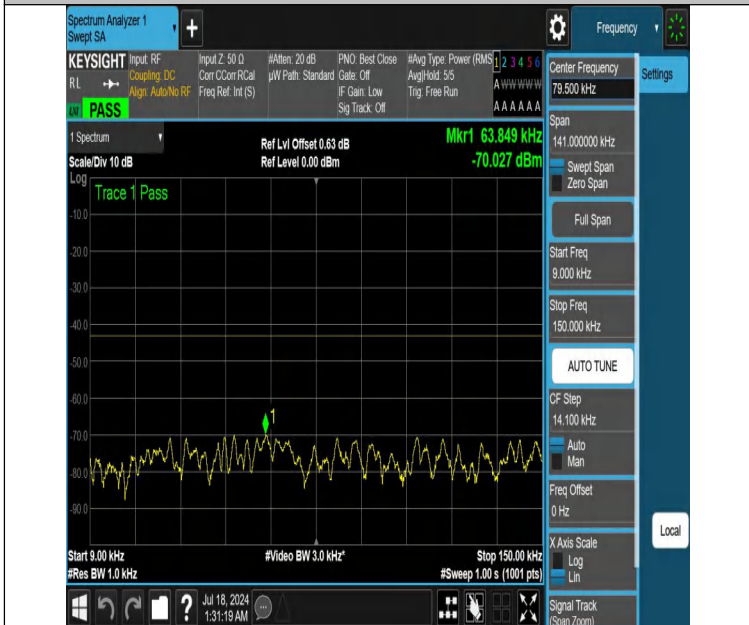 Spectrum Analyzer 1
Swept SA
+
Frequency
KEYSIGHT
RL
LXI
PASS
Input: RF
Coupling: DC
Align: Auto/No RF
Input Z: 50 Ω
Corr CCorr RCal
Freq Ref: Int (S)
#Atten: 20 dB
µW Path: Standard
PNO: Best Close
Gate: Off
IF Gain: Low
Sig Track: Off
#Avg Type: Power (RMS
Avg|Hold: 5/5
Trig: Free Run
1 2 3 4 5 6
A W W W W W
A A A A A A
1 Spectrum
Scale/Div 10 dB
Ref Lvl Offset 0.63 dB
Ref Level 0.00 dBm
Mkr1 63.849 kHz
-70.027 dBm
Log
Trace 1 Pass
-10.0
-20.0
-30.0
-40.0
-50.0
-60.0
-70.0
-80.0
-90.0
1
Start 9.00 kHz
#Res BW 1.0 kHz
#Video BW 3.0 kHz*
Stop 150.00 kHz
#Sweep 1.00 s (1001 pts)
Center Frequency
79.500 kHz
Settings
Span
141.000000 kHz
Swept Span
Zero Span
Full Span
Start Freq
9.000 kHz
Stop Freq
150.000 kHz
AUTO TUNE
CF Step
14.100 kHz
Auto
Man
Freq Offset
0 Hz
Local
X Axis Scale
Log
Lin
Signal Track
(Span Zoom)
?
Jul 18, 2024
1:31:19 AM